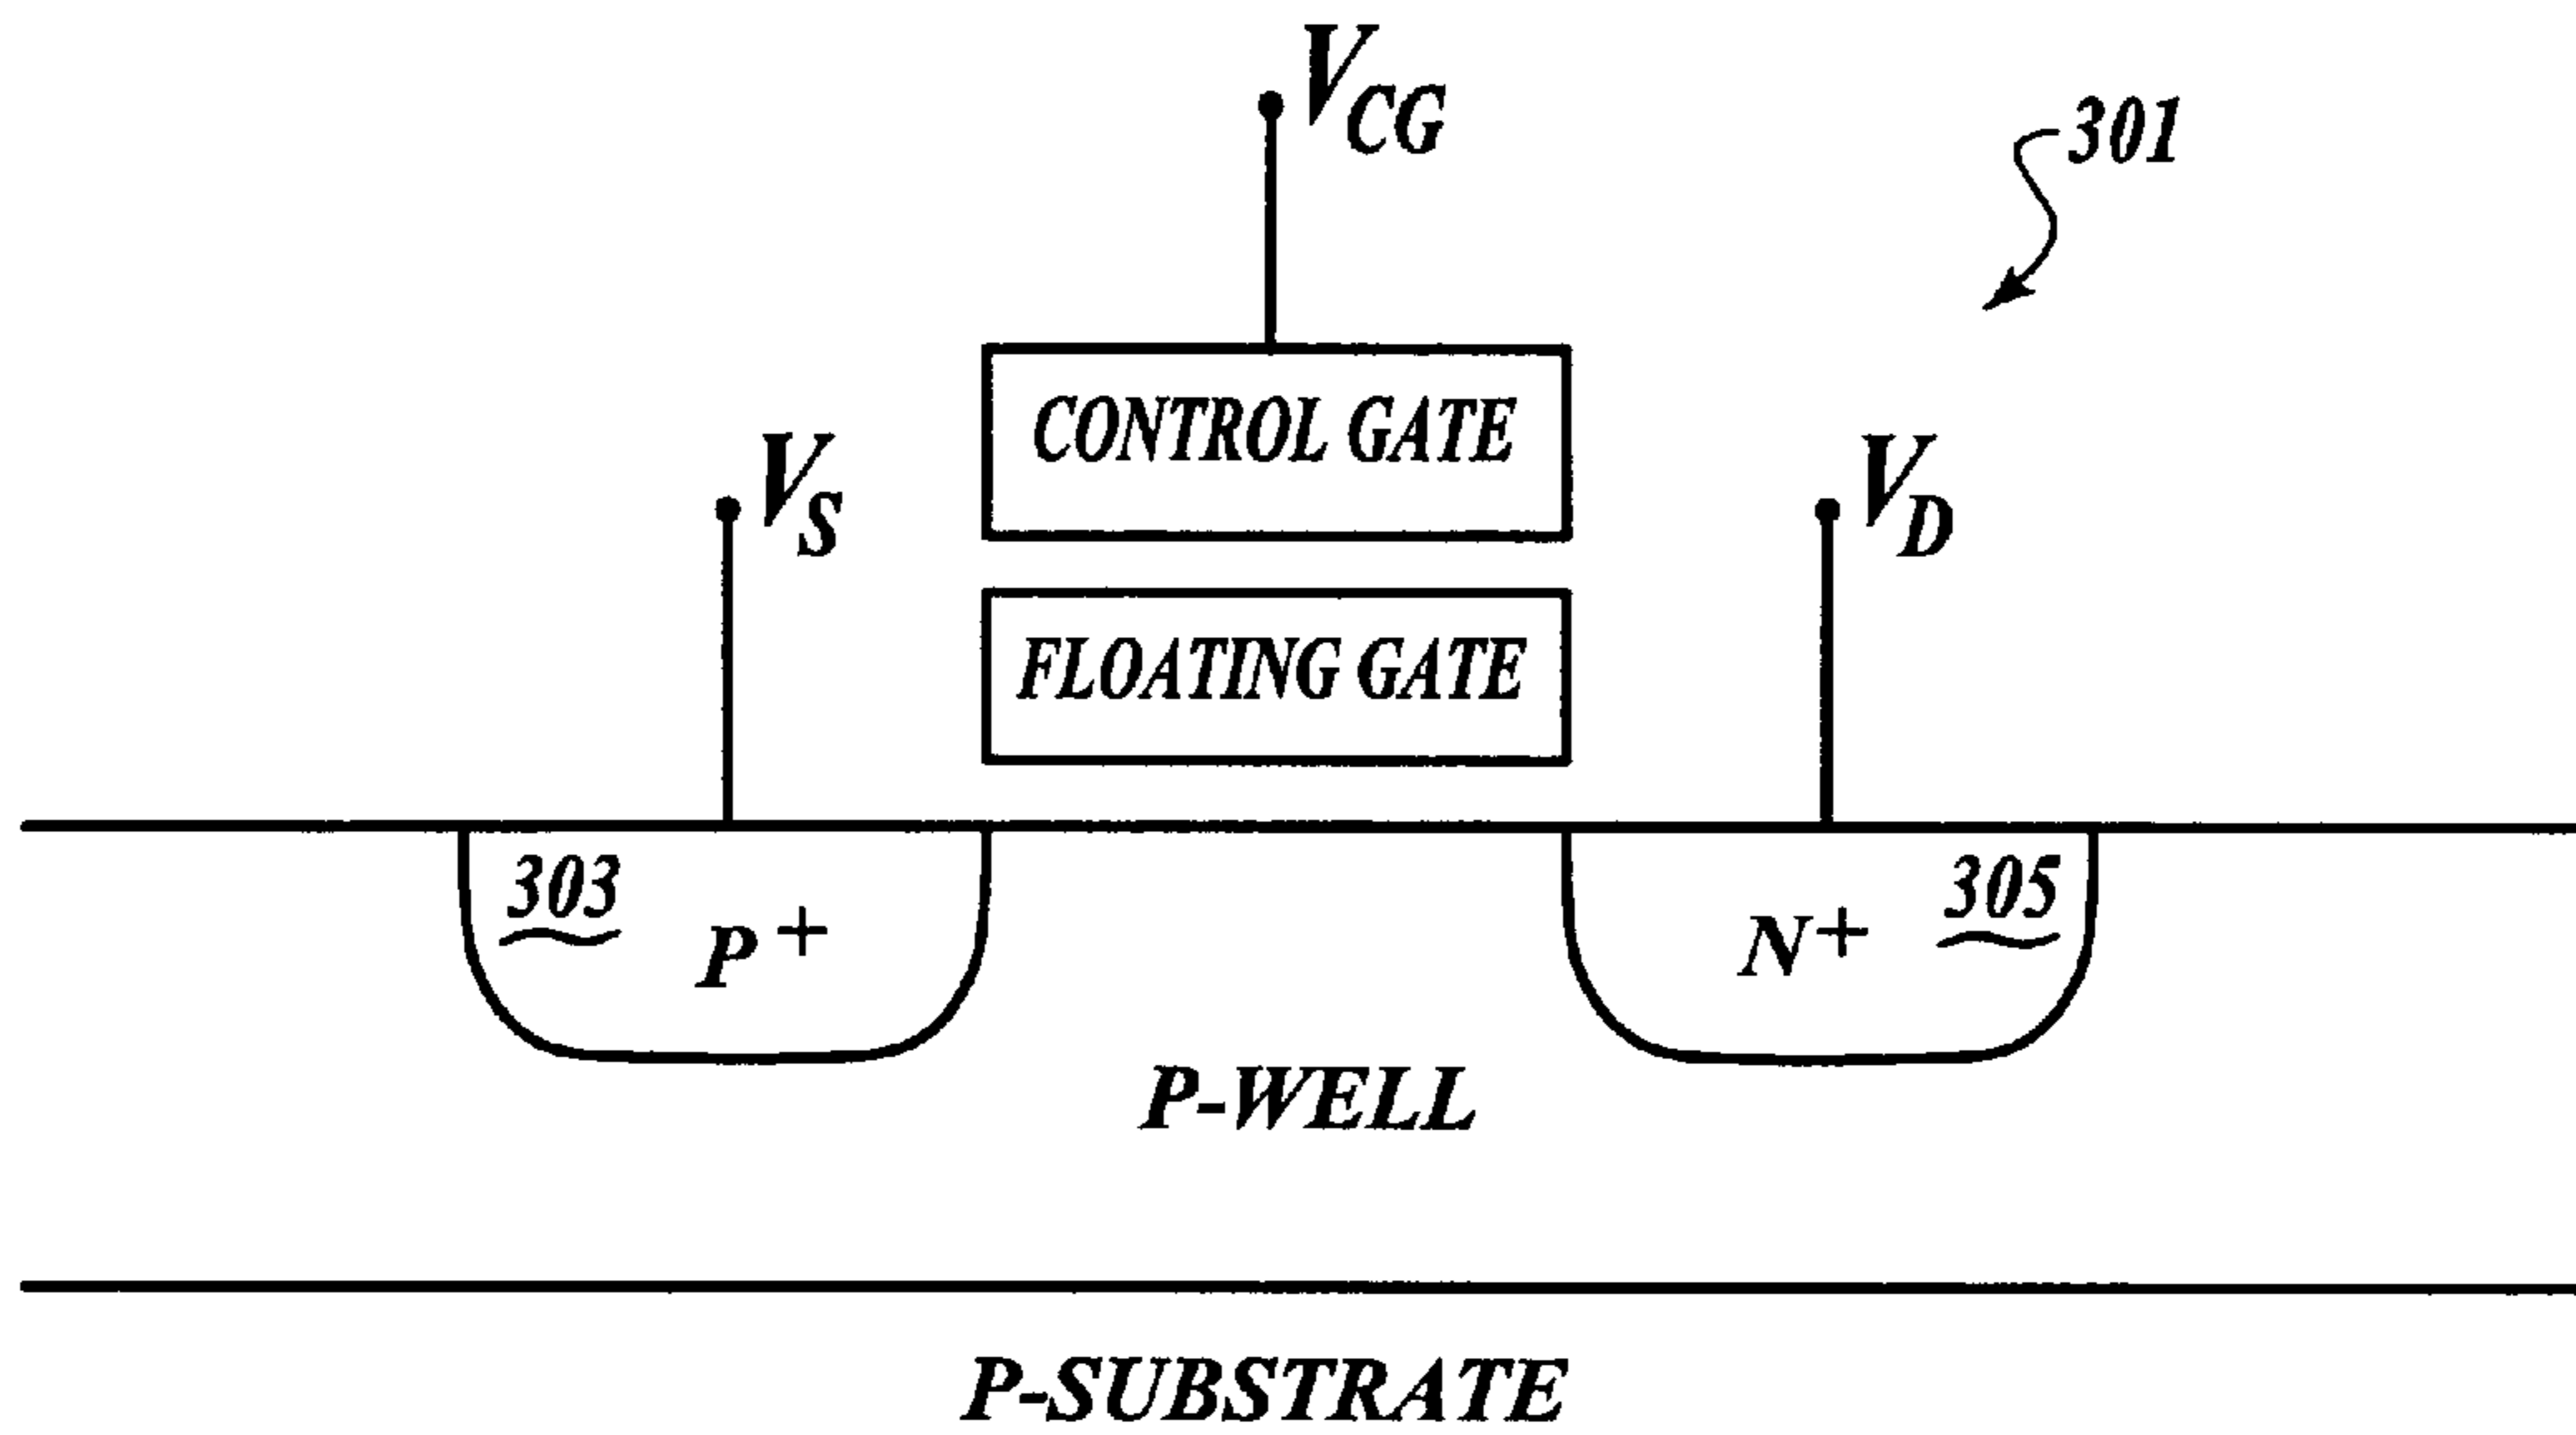 V_CG
301
CONTROL GATE
V_S
V_D
FLOATING GATE
303
P+
N+
305
P-WELL
P-SUBSTRATE